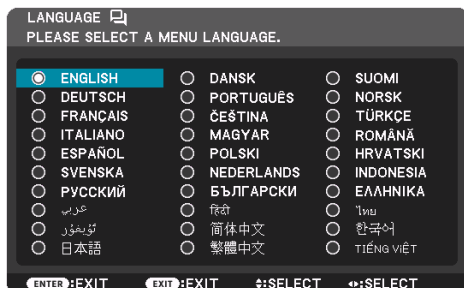 LANGUAGE
PLEASE SELECT A MENU LANGUAGE.
ENGLISH DANSK SUOMI
DEUTSCH PORTUGUÊS NORSK
FRANÇAIS ČEŠTINA TÜRKÇE
ITALIANO MAGYAR ROMÂNĂ
ESPAÑOL POLSKI HRVATSKI
SVENSKA NEDERLANDS INDONESIA
РУССКИЙ БЪЛГАРСКИ ΕΛΛΗΝΙΚΑ
عربي हिंदी ไทย
ئۇيغۇر 简体中文 한국어
日本語 繁體中文 TIẾNG VIỆT
ENTER :EXIT EXIT :EXIT :SELECT :SELECT